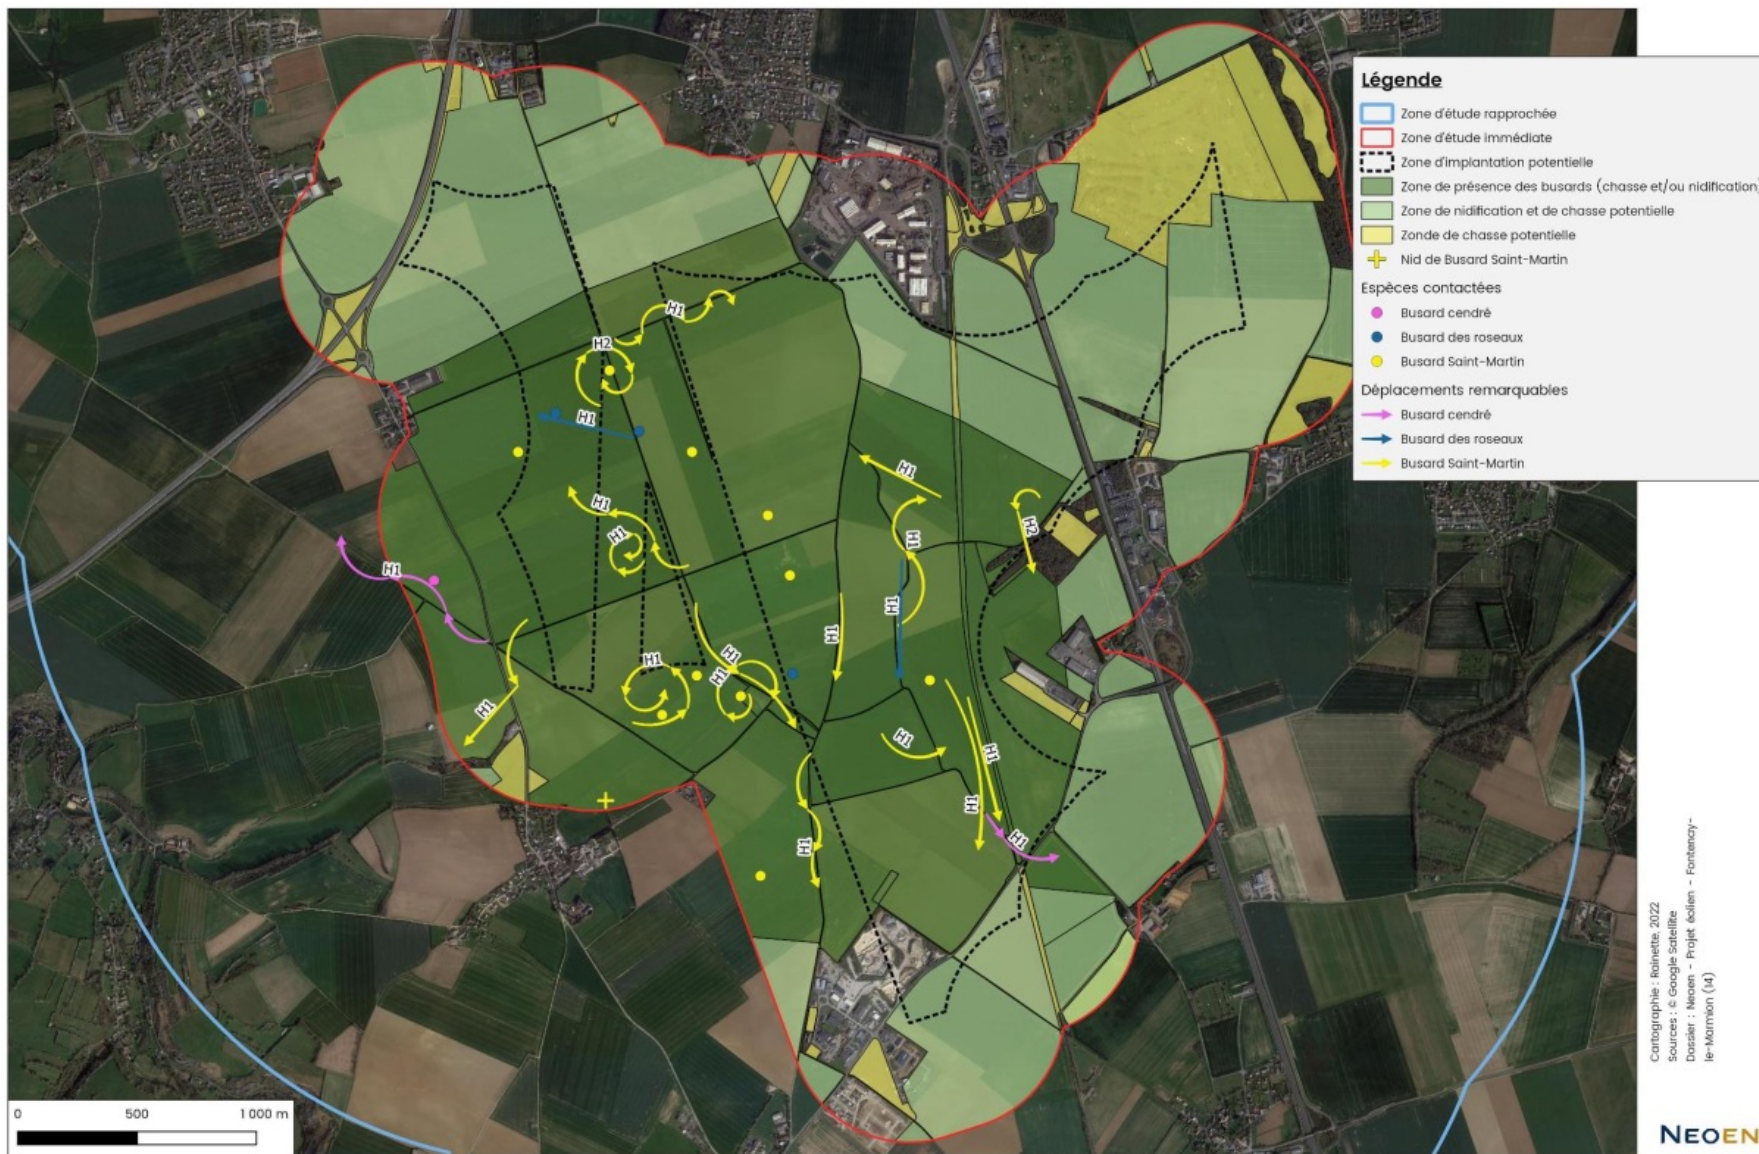 Légende
Zone d'étude rapprochée
Zone d'étude immédiate
Zone d'implantation potentielle
Zone de présence des busards (chasse et/ou nidification)
Zone de nidification et de chasse potentielle
Zonde de chasse potentielle
Nid de Busard Saint-Martin
Espèces contactées
Busard cendré
Busard des roseaux
Busard Saint-Martin
Déplacements remarquables
Busard cendré
Busard des roseaux
Busard Saint-Martin
H1
H2
H1
H1
H1
H1
H2
H1
H1
H1
H1
H1
H1
H1
H1
H1
H1
H1
H1
H1
H1
0 500 1 000 m
Cartographie : Rainette, 2022
Sources : © Google Satellite
Dossier : Neoen - Projet éolien - Fontenay-
le-Marmion (14)
NEOEN